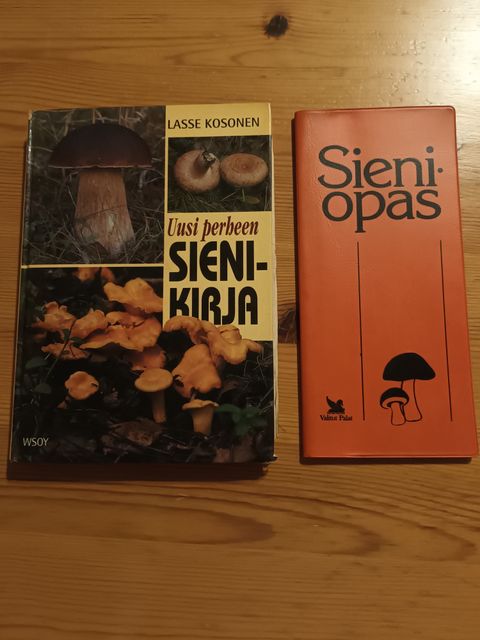 LASSE KOSONEN
Uusi perheen
SIENI-
KIRJA
WSOY
Sieni-
opas
Valitut Palat